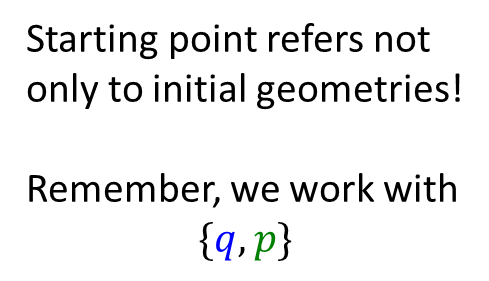 Starting point refers not
only to initial geometries!
Remember, we work with
{q, p}